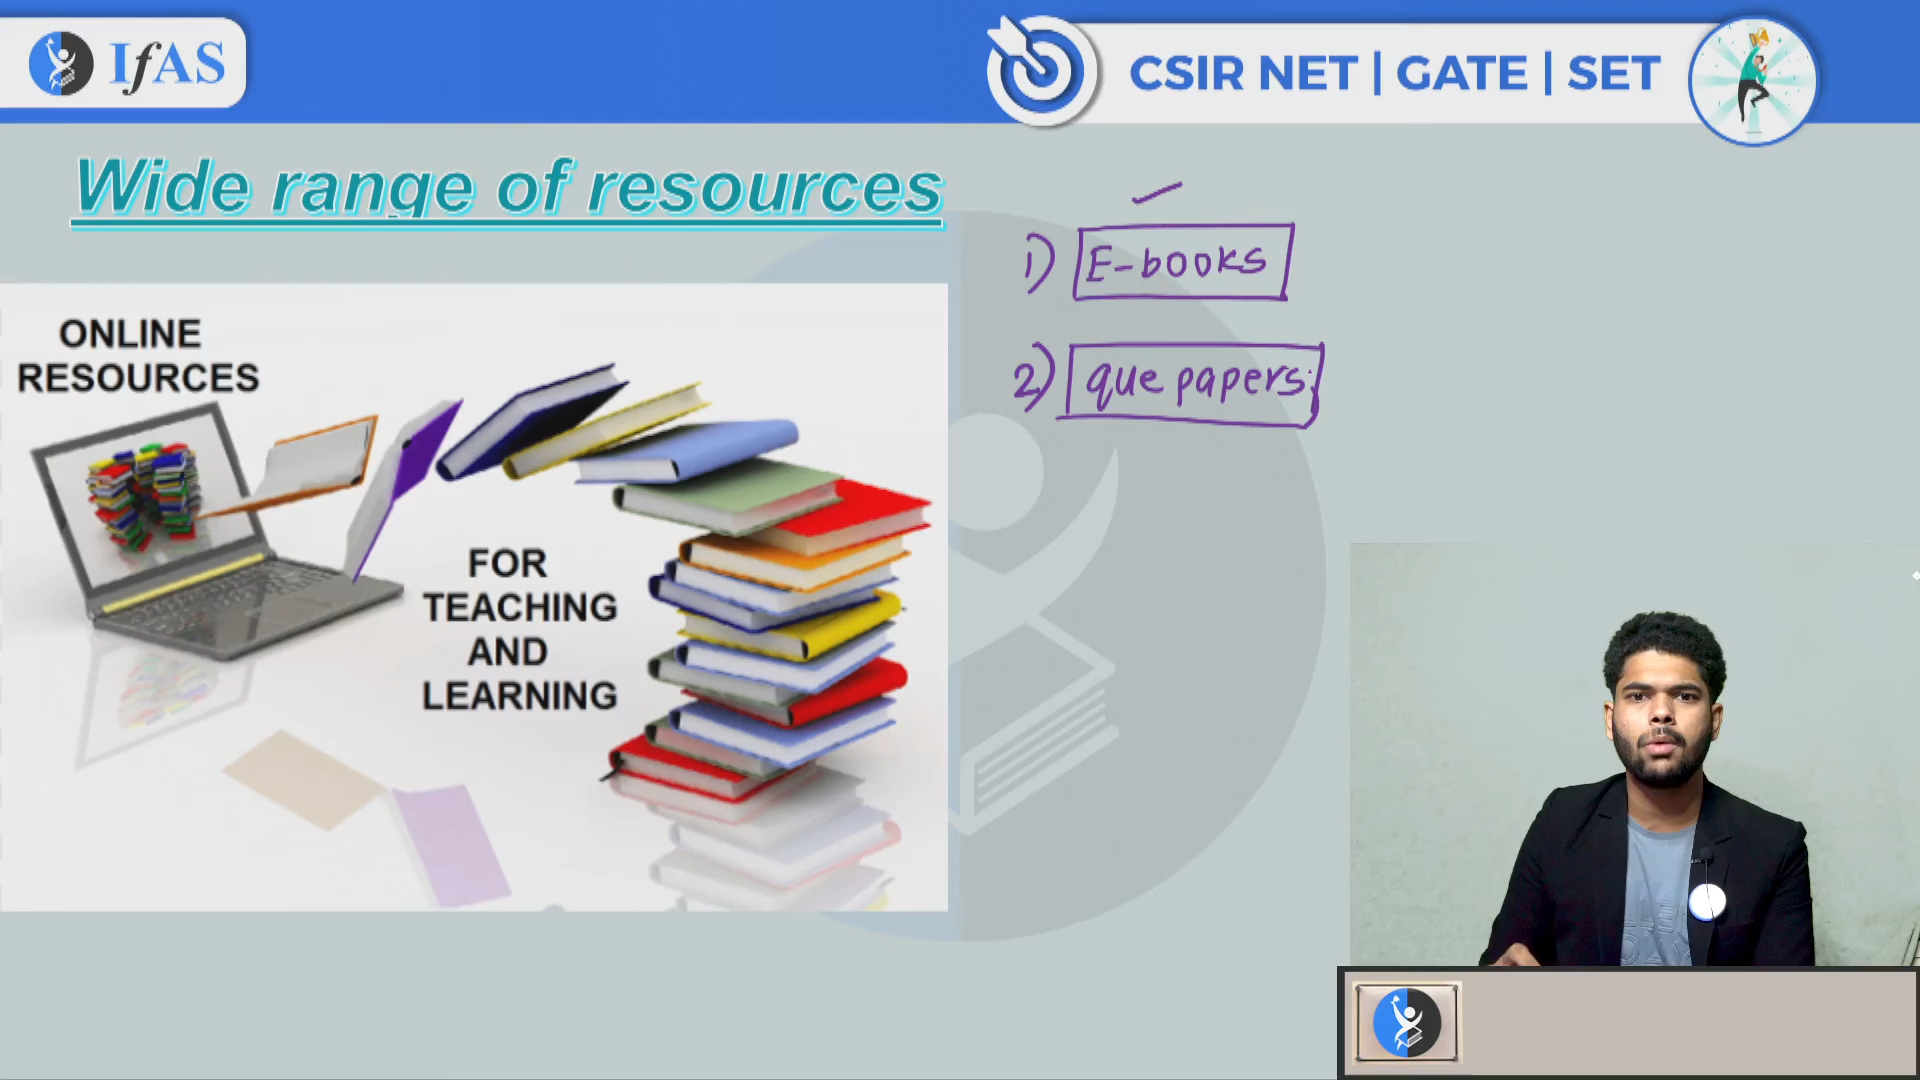 IfAS
CSIR NET | GATE | SET
Wide range of resources
1) E-books
2) que papers
ONLINE
RESOURCES
FOR
TEACHING
AND
LEARNING